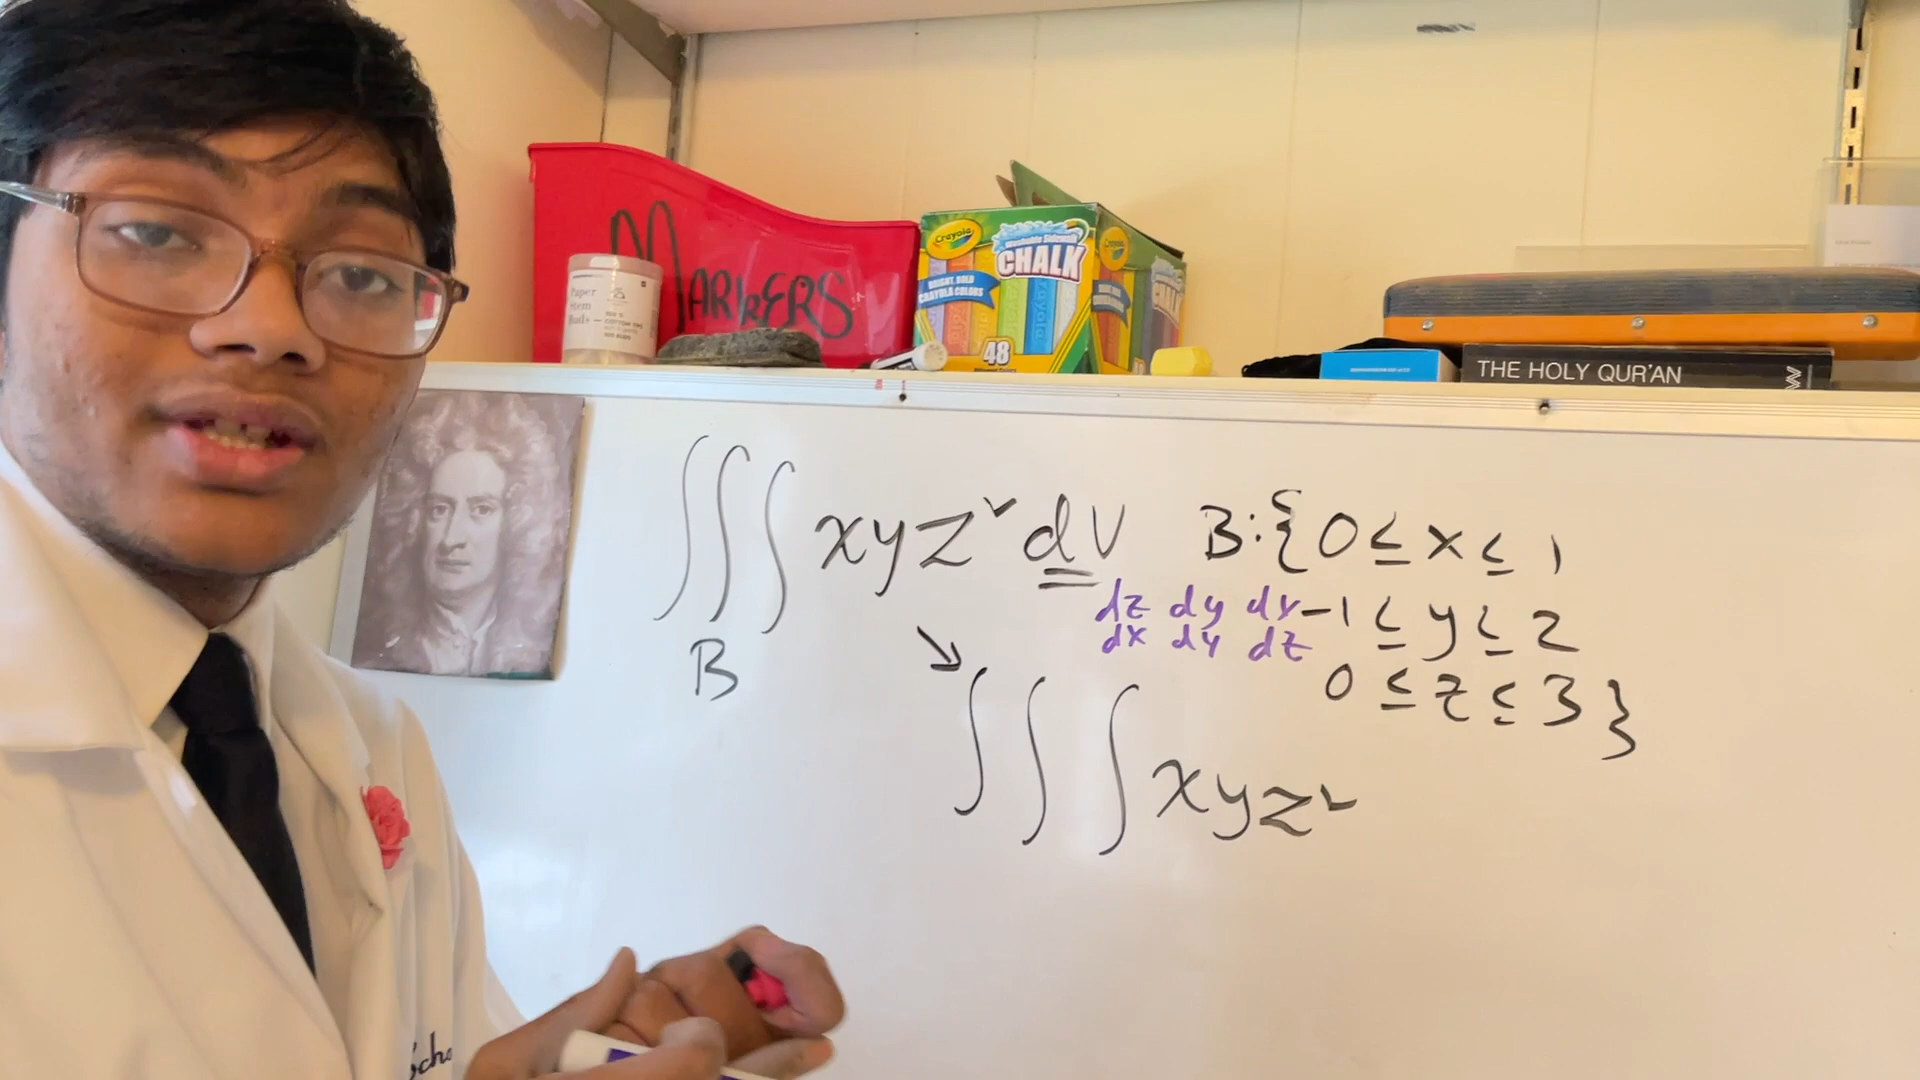 MARKERS
Paper
Stem
Buds
Crayola
Washable Sidewalk
CHALK
BRIGHT, BOLD
CRAYOLA COLORS
48
THE HOLY QUR'AN
∭ xyz² dV B:{0 ≤ x ≤ 1
B
dz dy dx -1 ≤ y ≤ 2
dx dy dz
0 ≤ z ≤ 3}
↘
∫∫∫ xyz²